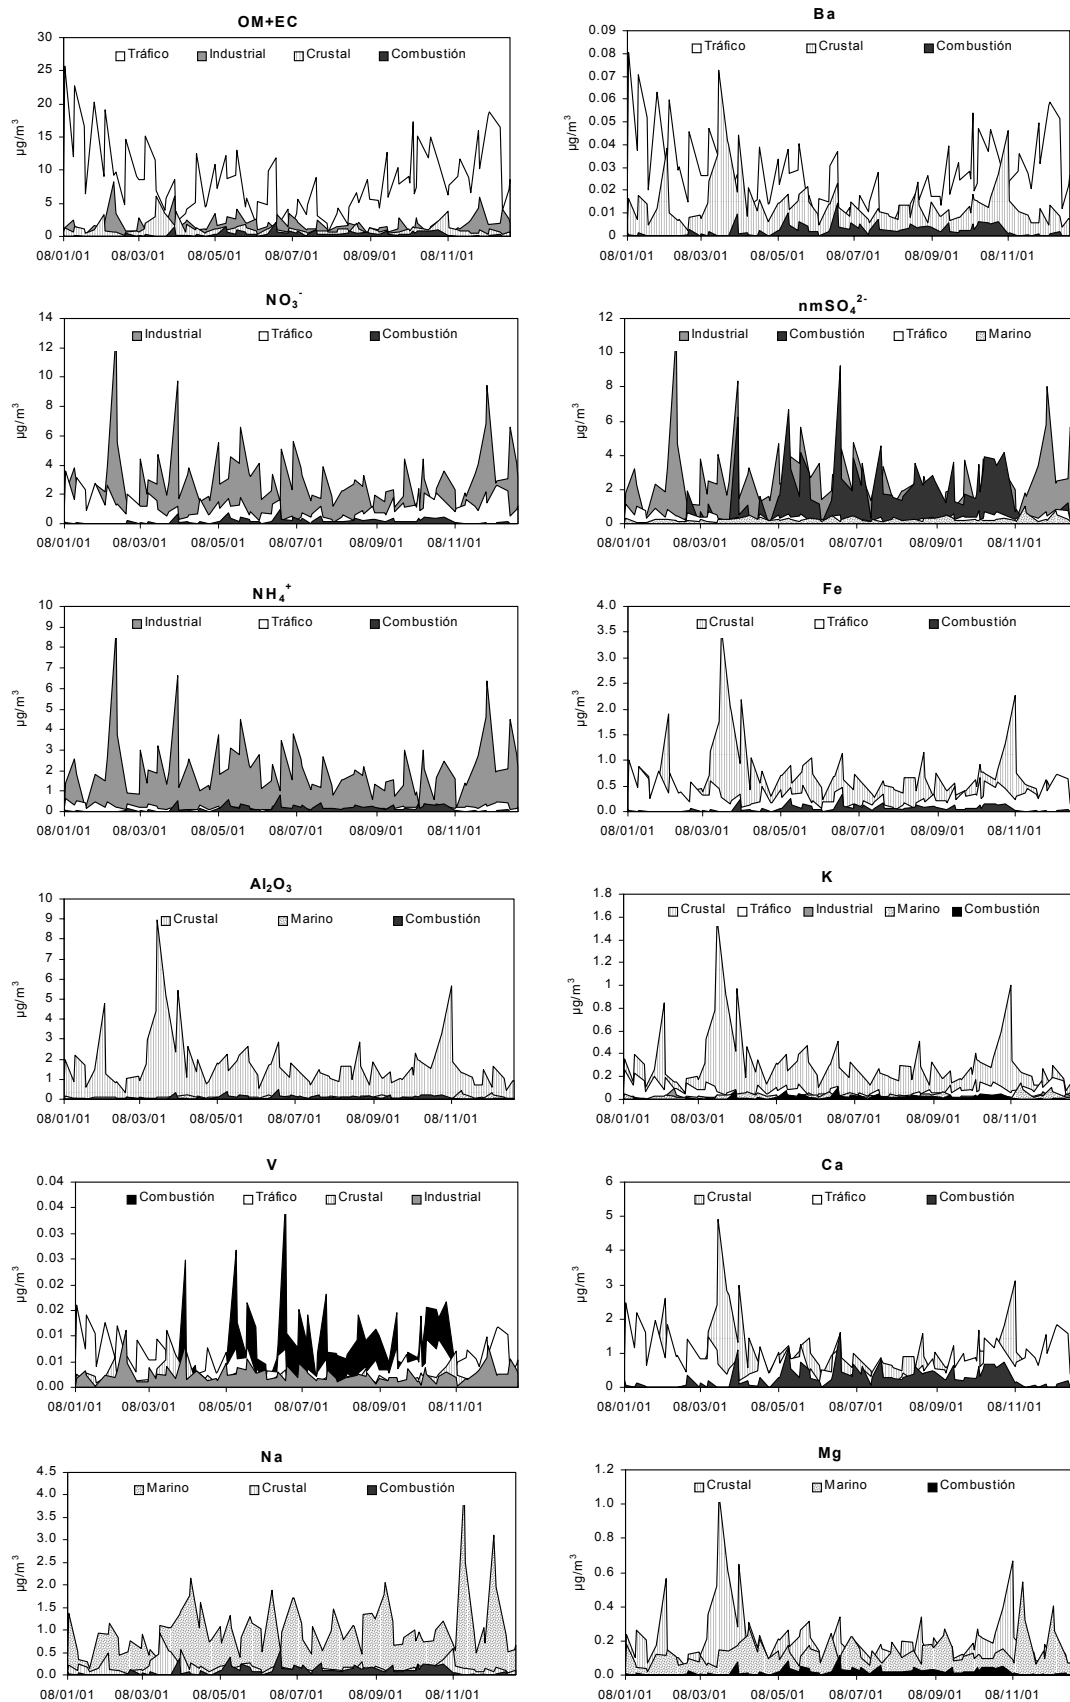 OM+EC
30
25
20
15
10
5
0
µg/m³
Tráfico Industrial Crustal Combustión
08/01/01 08/03/01 08/05/01 08/07/01 08/09/01 08/11/01
Ba
0.09
0.08
0.07
0.06
0.05
0.04
0.03
0.02
0.01
0
µg/m³
Tráfico Crustal Combustión
08/01/01 08/03/01 08/05/01 08/07/01 08/09/01 08/11/01
NO₃⁻
14
12
10
8
6
4
2
0
µg/m³
Industrial Tráfico Combustión
08/01/01 08/03/01 08/05/01 08/07/01 08/09/01 08/11/01
nmSO₄²⁻
12
10
8
6
4
2
0
µg/m³
Industrial Combustión Tráfico Marino
08/01/01 08/03/01 08/05/01 08/07/01 08/09/01 08/11/01
NH₄⁺
10
9
8
7
6
5
4
3
2
1
0
µg/m³
Industrial Tráfico Combustión
08/01/01 08/03/01 08/05/01 08/07/01 08/09/01 08/11/01
Fe
4.0
3.5
3.0
2.5
2.0
1.5
1.0
0.5
0.0
µg/m³
Crustal Tráfico Combustión
08/01/01 08/03/01 08/05/01 08/07/01 08/09/01 08/11/01
Al₂O₃
10
9
8
7
6
5
4
3
2
1
0
µg/m³
Crustal Marino Combustión
08/01/01 08/03/01 08/05/01 08/07/01 08/09/01 08/11/01
K
1.8
1.6
1.4
1.2
1
0.8
0.6
0.4
0.2
0
µg/m³
Crustal Tráfico Industrial Marino Combustión
08/01/01 08/03/01 08/05/01 08/07/01 08/09/01 08/11/01
V
0.04
0.04
0.03
0.03
0.02
0.02
0.01
0.01
0.00
µg/m³
Combustión Tráfico Crustal Industrial
08/01/01 08/03/01 08/05/01 08/07/01 08/09/01 08/11/01
Ca
6
5
4
3
2
1
0
µg/m³
Crustal Tráfico Combustión
08/01/01 08/03/01 08/05/01 08/07/01 08/09/01 08/11/01
Na
4.5
4.0
3.5
3.0
2.5
2.0
1.5
1.0
0.5
0.0
µg/m³
Marino Crustal Combustión
08/01/01 08/03/01 08/05/01 08/07/01 08/09/01 08/11/01
Mg
1.2
1.0
0.8
0.6
0.4
0.2
0.0
µg/m³
Crustal Marino Combustión
08/01/01 08/03/01 08/05/01 08/07/01 08/09/01 08/11/01